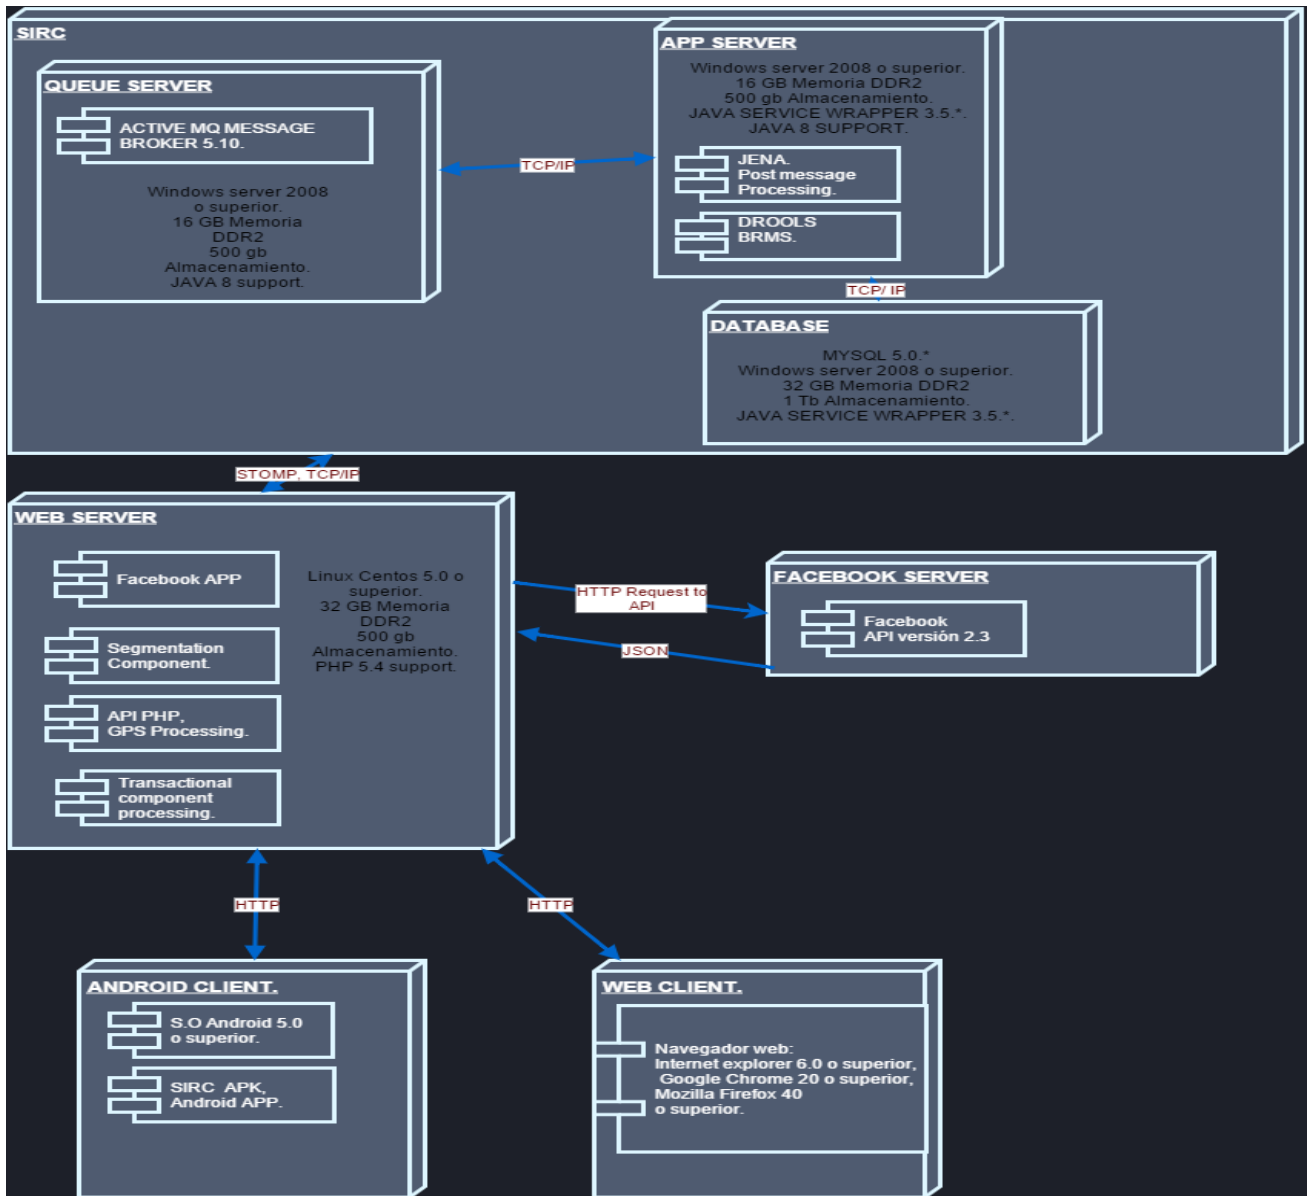 SIRC
QUEUE SERVER
ACTIVE MQ MESSAGE
BROKER 5.10.
Windows server 2008
o superior.
16 GB Memoria
DDR2
500 gb
Almacenamiento.
JAVA 8 support.
TCP/IP
APP SERVER
Windows server 2008 o superior.
16 GB Memoria DDR2
500 gb Almacenamiento.
JAVA SERVICE WRAPPER 3.5.*.
JAVA 8 SUPPORT.
JENA.
Post message
Processing.
DROOLS
BRMS.
TCP/ IP
DATABASE
MYSQL 5.0.*
Windows server 2008 o superior.
32 GB Memoria DDR2
1 Tb Almacenamiento.
JAVA SERVICE WRAPPER 3.5.*.
STOMP, TCP/IP
WEB SERVER
Facebook APP
Segmentation
Component.
API PHP,
GPS Processing.
Transactional
component
processing.
Linux Centos 5.0 o
superior.
32 GB Memoria
DDR2
500 gb
Almacenamiento.
PHP 5.4 support.
HTTP Request to
API
JSON
FACEBOOK SERVER
Facebook
API versión 2.3
HTTP
HTTP
ANDROID CLIENT.
S.O Android 5.0
o superior.
SIRC APK,
Android APP.
WEB CLIENT.
Navegador web:
Internet explorer 6.0 o superior,
Google Chrome 20 o superior,
Mozilla Firefox 40
o superior.